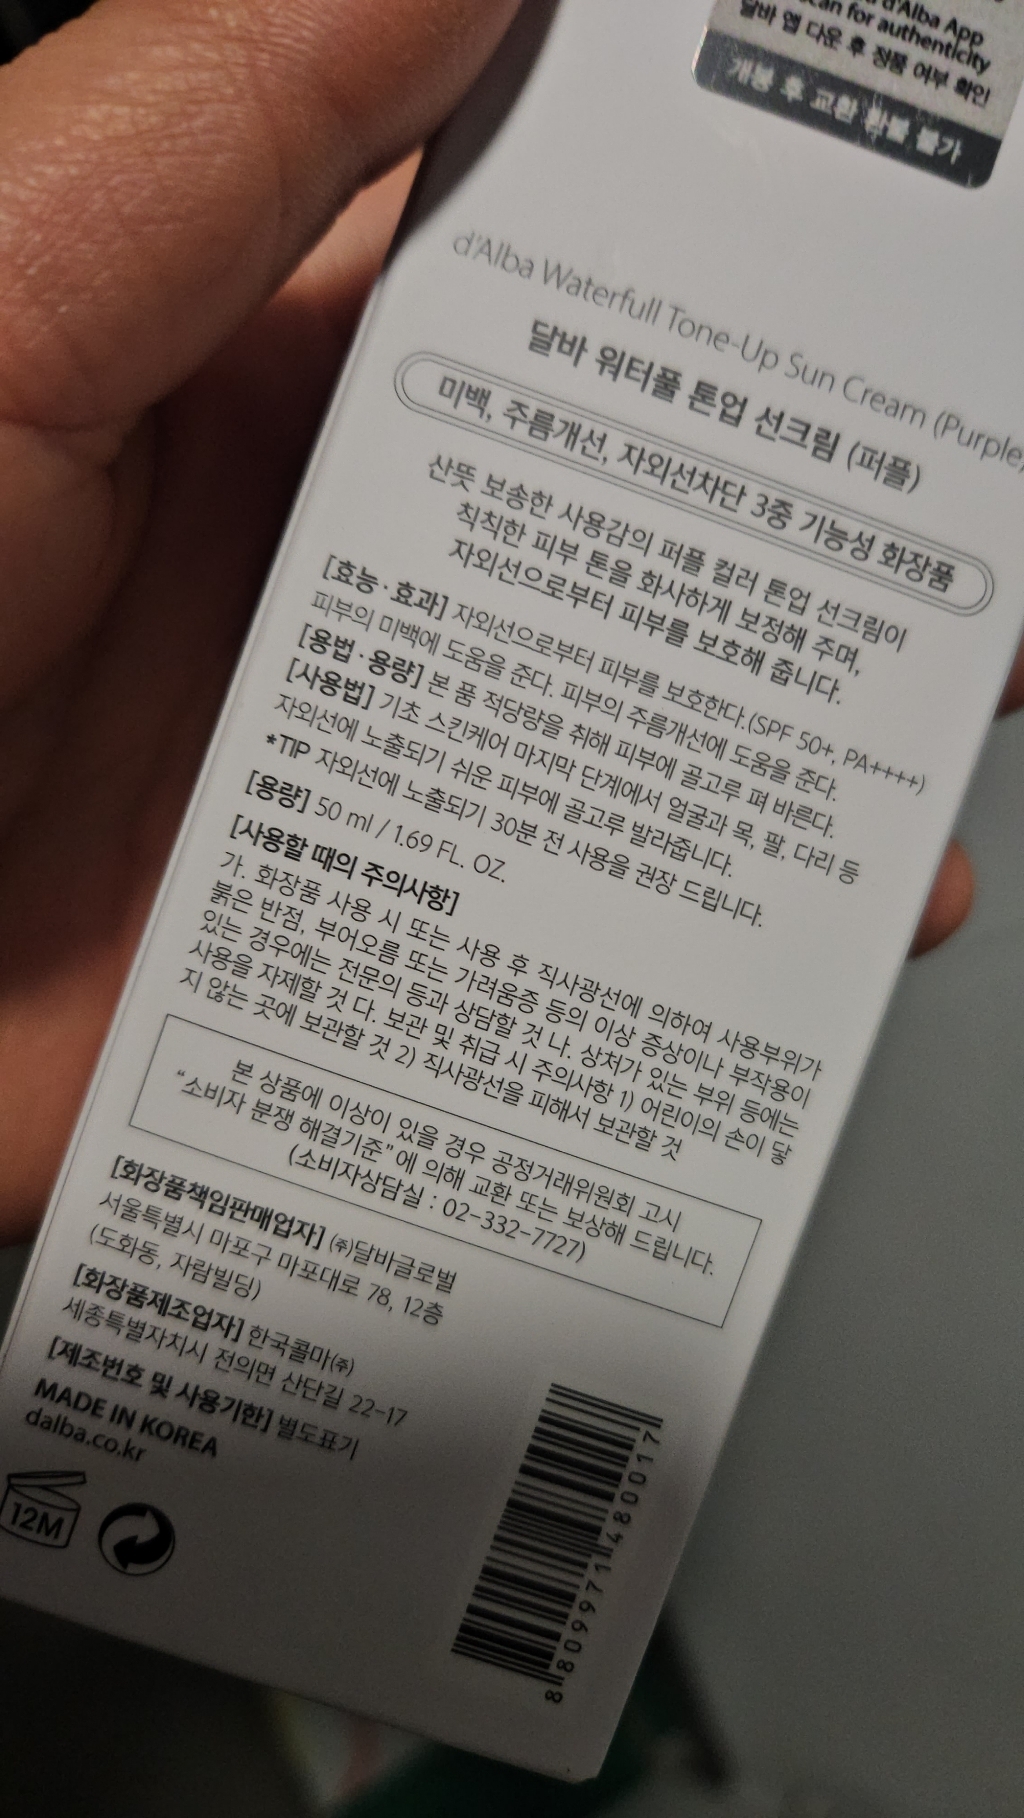 d'Alba App
scan for authenticity
달바 앱 다운 후 정품 여부 확인
개봉 후 교환 환불 불가
d'Alba Waterfull Tone-Up Sun Cream (Purple)
달바 워터풀 톤업 선크림 (퍼플)
미백, 주름개선, 자외선차단 3중 기능성 화장품
산뜻 보송한 사용감의 퍼플 컬러 톤업 선크림이
칙칙한 피부 톤을 화사하게 보정해 주며,
자외선으로부터 피부를 보호해 줍니다.
[효능·효과] 자외선으로부터 피부를 보호한다.(SPF 50+, PA++++)
피부의 미백에 도움을 준다. 피부의 주름개선에 도움을 준다.
[용법·용량] 본 품 적당량을 취해 피부에 골고루 펴 바른다.
[사용법] 기초 스킨케어 마지막 단계에서 얼굴과 목, 팔, 다리 등
자외선에 노출되기 쉬운 피부에 골고루 발라줍니다.
*TIP 자외선에 노출되기 30분 전 사용을 권장 드립니다.
[용량] 50 ml / 1.69 FL. OZ.
[사용할 때의 주의사항]
가. 화장품 사용 시 또는 사용 후 직사광선에 의하여 사용부위가
붉은 반점, 부어오름 또는 가려움증 등의 이상 증상이나 부작용이
있는 경우에는 전문의 등과 상담할 것 나. 상처가 있는 부위 등에는
사용을 자제할 것 다. 보관 및 취급 시 주의사항 1) 어린이의 손이 닿
지 않는 곳에 보관할 것 2) 직사광선을 피해서 보관할 것
본 상품에 이상이 있을 경우 공정거래위원회 고시
“소비자 분쟁 해결기준”에 의해 교환 또는 보상해 드립니다.
(소비자상담실 : 02-332-7727)
[화장품책임판매업자] ㈜달바글로벌
서울특별시 마포구 마포대로 78, 12층
(도화동, 자람빌딩)
[화장품제조업자] 한국콜마㈜
세종특별자치시 전의면 산단길 22-17
[제조번호 및 사용기한] 별도표기
MADE IN KOREA
dalba.co.kr
12M
8809971480017